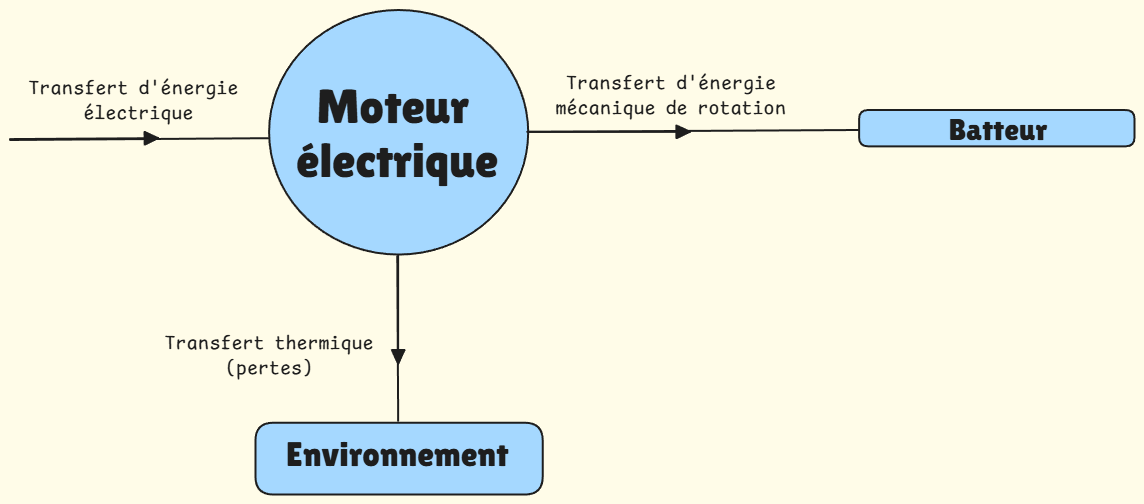 Transfert d'énergie
électrique
Moteur
électrique
Transfert d'énergie
mécanique de rotation
Batteur
Transfert thermique
(pertes)
Environnement